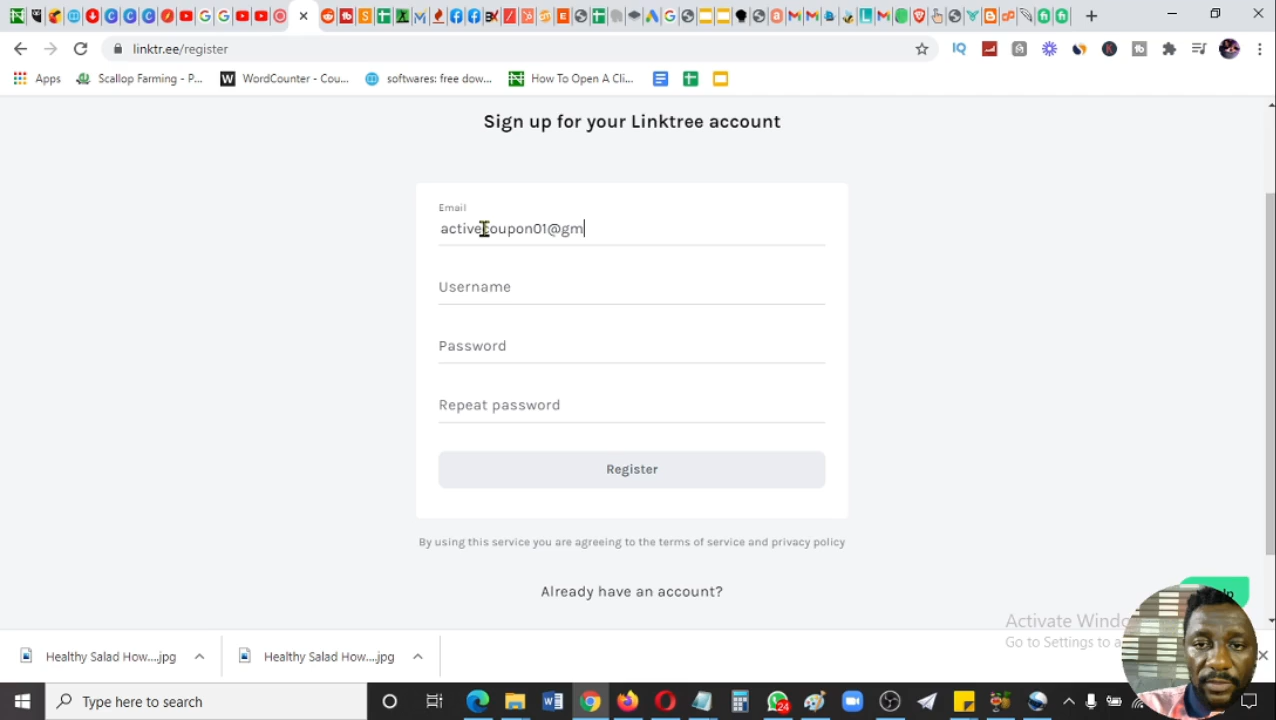 linktr.ee/register
Apps
Scallop Farming - P...
WordCounter - Cou...
softwares: free dow...
How To Open A Cli...
Sign up for your Linktree account
Email
activecoupon01@gm
Username
Password
Repeat password
Register
By using this service you are agreeing to the terms of service and privacy policy
Already have an account?
Activate Windo
Go to Settings to a
Healthy Salad How....jpg
Healthy Salad How....jpg
Type here to search
24